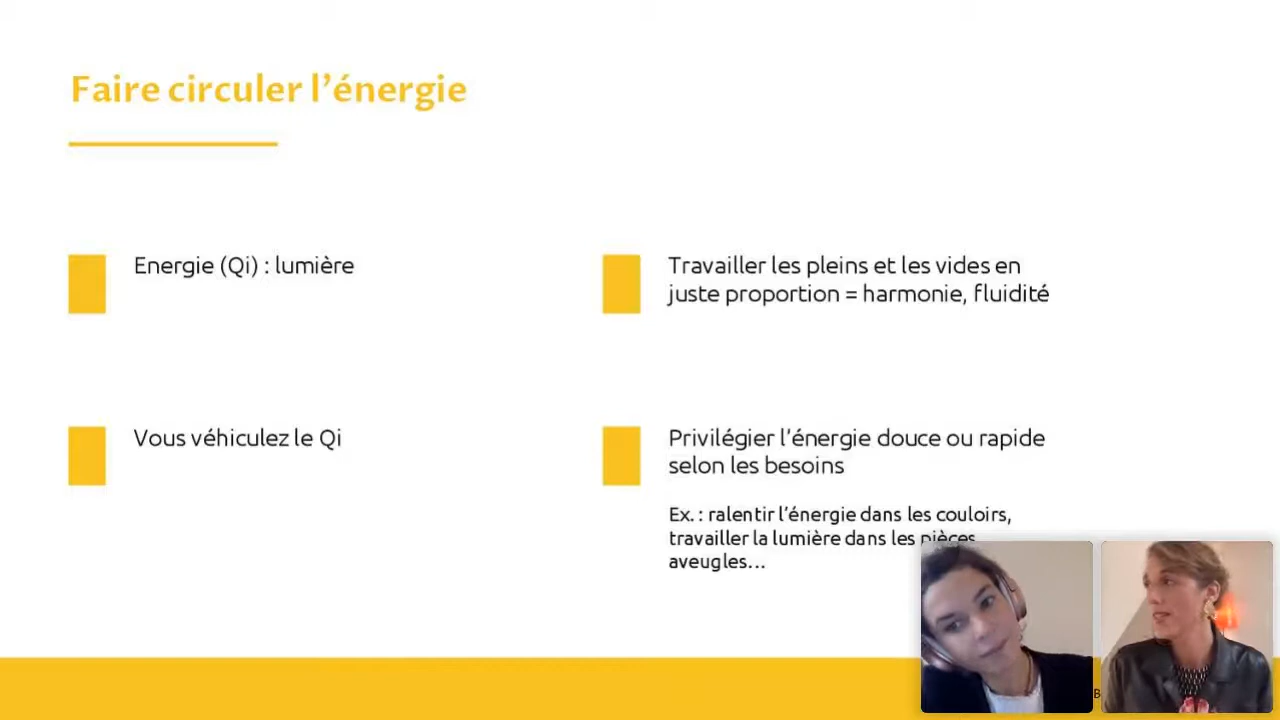 Faire circuler l’énergie
Energie (Qi) : lumière
Travailler les pleins et les vides en
juste proportion = harmonie, fluidité
Vous véhiculez le Qi
Privilégier l’énergie douce ou rapide
selon les besoins
Ex. : ralentir l’énergie dans les couloirs,
travailler la lumière dans les pièces
aveugles...
B